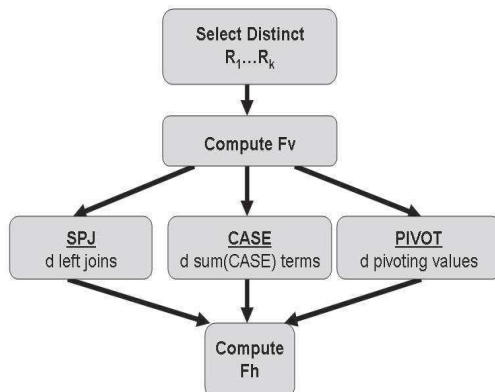 Select Distinct
R1...Rk
Compute Fv
SPJ
d left joins
CASE
d sum(CASE) terms
PIVOT
d pivoting values
Compute
Fh